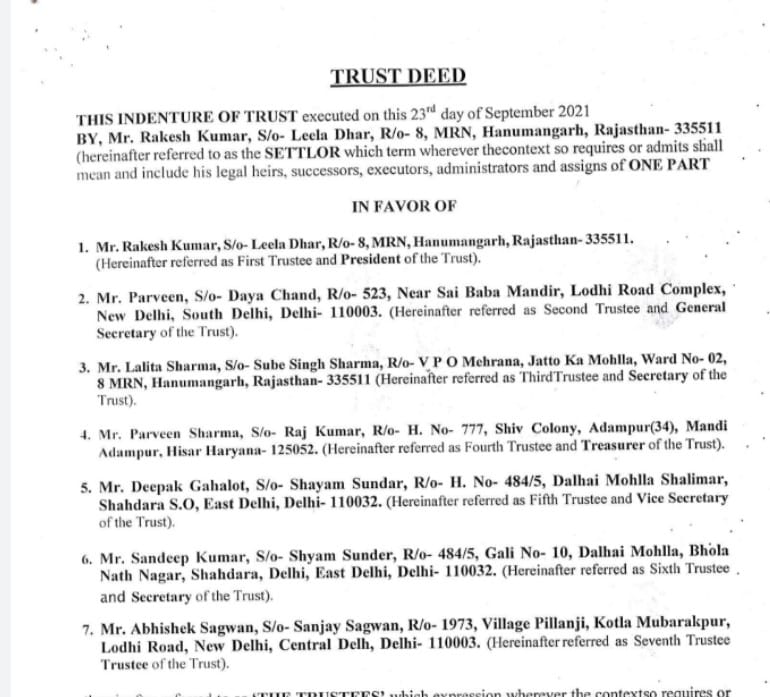 TRUST DEED
THIS INDENTURE OF TRUST executed on this 23rd day of September 2021
BY, Mr. Rakesh Kumar, S/o- Leela Dhar, R/o- 8, MRN, Hanumangarh, Rajasthan- 335511
(hereinafter referred to as the SETTLOR which term wherever thecontext so requires or admits shall
mean and include his legal heirs, successors, executors, administrators and assigns of ONE PART
IN FAVOR OF
1. Mr. Rakesh Kumar, S/o- Leela Dhar, R/o- 8, MRN, Hanumangarh, Rajasthan- 335511.
(Hereinafter referred as First Trustee and President of the Trust).
2. Mr. Parveen, S/o- Daya Chand, R/o- 523, Near Sai Baba Mandir, Lodhi Road Complex,
New Delhi, South Delhi, Delhi- 110003. (Hereinafter referred as Second Trustee and General
Secretary of the Trust).
3. Mr. Lalita Sharma, S/o- Sube Singh Sharma, R/o- V P O Mehrana, Jatto Ka Mohlla, Ward No- 02,
8 MRN, Hanumangarh, Rajasthan- 335511 (Hereinafter referred as ThirdTrustee and Secretary of the
Trust).
4. Mr. Parveen Sharma, S/o- Raj Kumar, R/o- H. No- 777, Shiv Colony, Adampur(34), Mandi
Adampur, Hisar Haryana- 125052. (Hereinafter referred as Fourth Trustee and Treasurer of the Trust).
5. Mr. Deepak Gahalot, S/o- Shayam Sundar, R/o- H. No- 484/5, Dalhai Mohlla Shalimar,
Shahdara S.O, East Delhi, Delhi- 110032. (Hereinafter referred as Fifth Trustee and Vice Secretary
of the Trust).
6. Mr. Sandeep Kumar, S/o- Shyam Sunder, R/o- 484/5, Gali No- 10, Dalhai Mohlla, Bhola
Nath Nagar, Shahdara, Delhi, East Delhi, Delhi- 110032. (Hereinafter referred as Sixth Trustee
and Secretary of the Trust).
7. Mr. Abhishek Sagwan, S/o- Sanjay Sagwan, R/o- 1973, Village Pillanji, Kotla Mubarakpur,
Lodhi Road, New Delhi, Central Delh, Delhi- 110003. (Hereinafter referred as Seventh Trustee
Trustee of the Trust).
'THE TRUSTEES' which expression wherever the contextso requires or